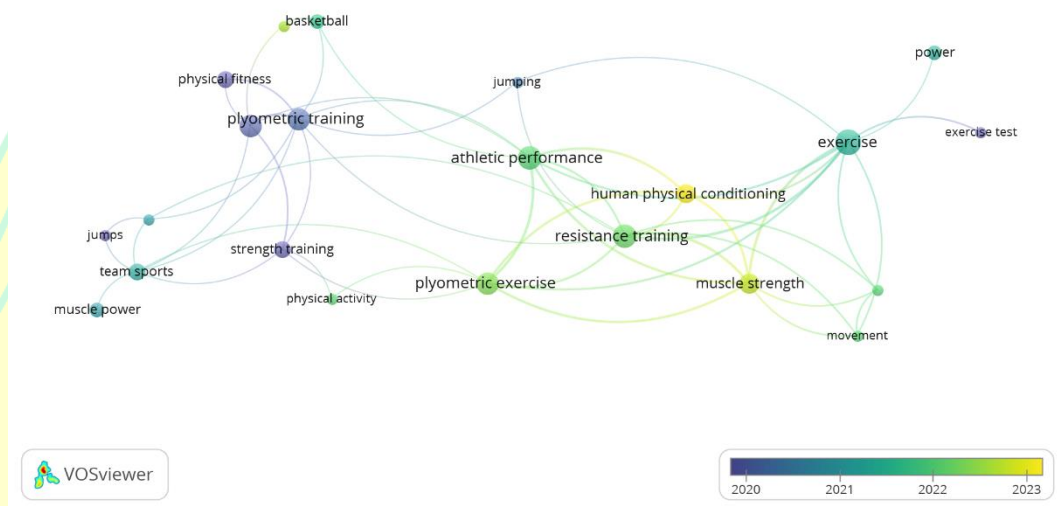 basketball
physical fitness
plyometric training
jumping
power
exercise test
exercise
athletic performance
human physical conditioning
resistance training
jumps
strength training
team sports
muscle power
physical activity
plyometric exercise
muscle strength
movement
VOSviewer
2020 2021 2022 2023